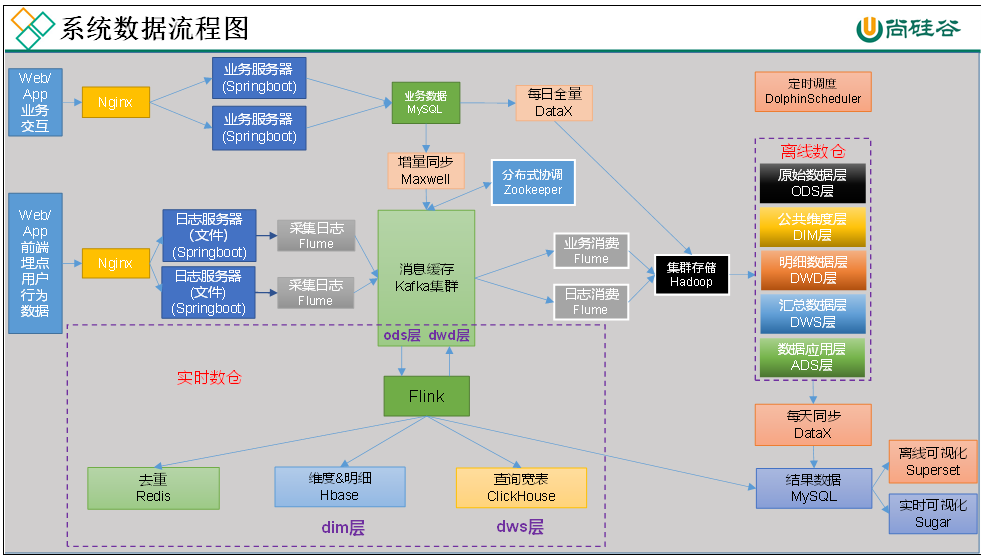 系统数据流程图
尚硅谷
Web/
App
业务
交互
Nginx
业务服务器
(Springboot)
业务服务器
(Springboot)
业务数据
MySQL
每日全量
DataX
定时调度
DolphinScheduler
增量同步
Maxwell
分布式协调
Zookeeper
Web/
App
前端
埋点
用户
行为
数据
Nginx
日志服务器
（文件）
(Springboot)
日志服务器
（文件）
(Springboot)
采集日志
Flume
采集日志
Flume
消息缓存
Kafka集群
ods层 dwd层
业务消费
Flume
日志消费
Flume
集群存储
Hadoop
离线数仓
原始数据层
ODS层
公共维度层
DIM层
明细数据层
DWD层
汇总数据层
DWS层
数据应用层
ADS层
实时数仓
Flink
去重
Redis
维度&明细
Hbase
dim层
查询宽表
ClickHouse
dws层
每天同步
DataX
结果数据
MySQL
离线可视化
Superset
实时可视化
Sugar